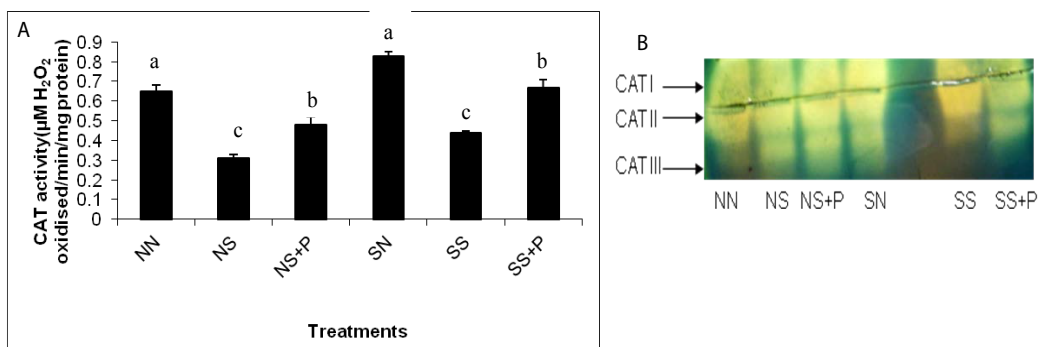 A
CAT activity(µM H₂O₂
oxidised/min/mgprotein)
0.9
0.8
0.7
0.6
0.5
0.4
0.3
0.2
0.1
0
a
c
b
a
c
b
NN
NS
NS+P
SN
SS
SS+P
Treatments
B
CAT I
CAT II
CAT III
NN NS NS+P SN SS SS+P